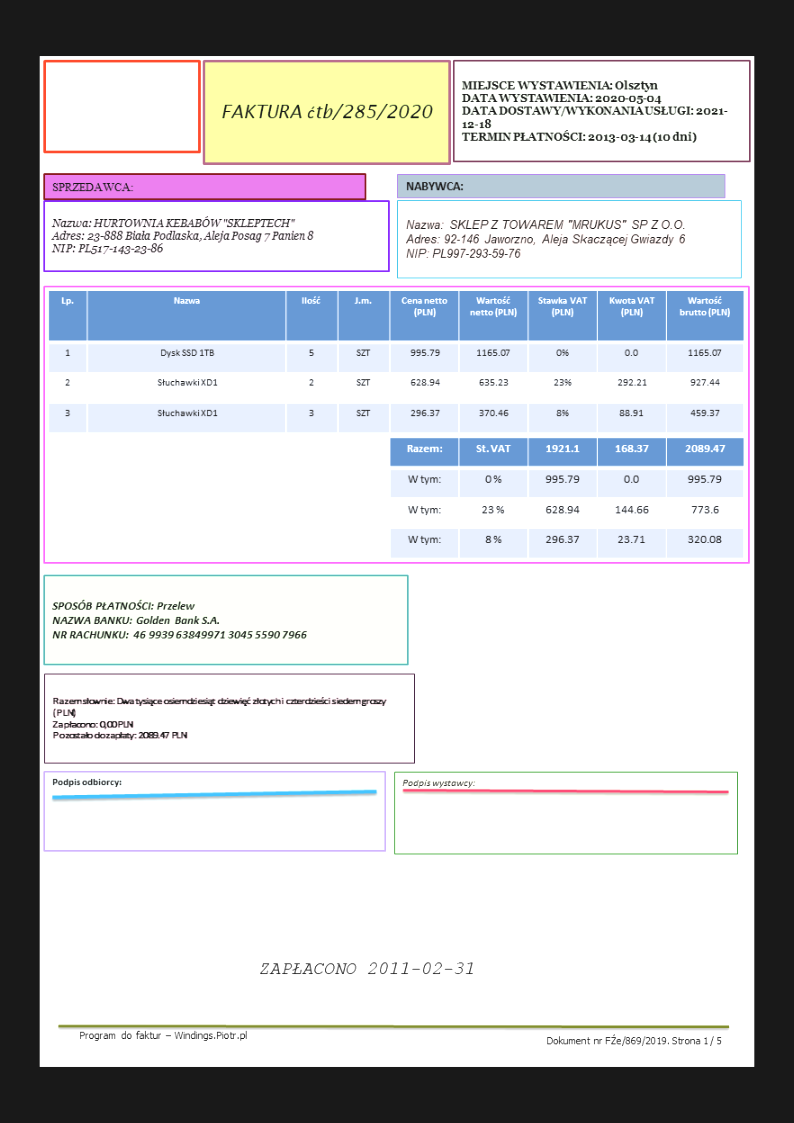 FAKTURA ćtb/285/2020
MIEJSCE WYSTAWIENIA: Olsztyn
DATA WYSTAWIENIA: 2020-05-04
DATA DOSTAWY/WYKONANIA USŁUGI: 2021-
12-18
TERMIN PŁATNOŚCI: 2013-03-14 (10 dni)
SPRZEDAWCA:
Nazwa: HURTOWNIA KEBABÓW "SKLEPTECH"
Adres: 23-888 Biała Podlaska, Aleja Posag 7 Panien 8
NIP: PL517-143-23-86
NABYWCA:
Nazwa: SKLEP Z TOWAREM "MRUKUS" SP Z O.O.
Adres: 92-146 Jaworzno, Aleja Skaczącej Gwiazdy 6
NIP: PL997-293-59-76
Lp. Nazwa Ilość J.m. Cena netto (PLN) Wartość netto (PLN) Stawka VAT (PLN) Kwota VAT (PLN) Wartość brutto (PLN)
1 Dysk SSD 1TB 5 SZT 995.79 1165.07 0% 0.0 1165.07
2 Słuchawki XD1 2 SZT 628.94 635.23 23% 292.21 927.44
3 Słuchawki XD1 3 SZT 296.37 370.46 8% 88.91 459.37
Razem: St. VAT 1921.1 168.37 2089.47
W tym: 0 % 995.79 0.0 995.79
W tym: 23 % 628.94 144.66 773.6
W tym: 8 % 296.37 23.71 320.08
SPOSÓB PŁATNOŚCI: Przelew
NAZWA BANKU: Golden Bank S.A.
NR RACHUNKU: 46 9939 63849971 3045 5590 7966
Razem słownie: Dwa tysiące osiemdziesiąt dziewięć złotych i czterdzieści siedem groszy
(PLN)
Zapłacono: 0,00 PLN
Pozostało do zapłaty: 2089.47 PLN
Podpis odbiorcy:
Podpis wystawcy:
ZAPŁACONO 2011-02-31
Program do faktur – Windings.Piotr.pl
Dokument nr FŹe/869/2019. Strona 1 / 5